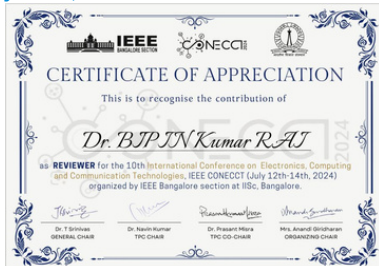 IEEE
BANGALORE SECTION
CONECCT
CERTIFICATE OF APPRECIATION
This is to recognise the contribution of
Dr. BIPIN Kumar RAI
as REVIEWER for the 10th International Conference on Electronics, Computing
and Communication Technologies, IEEE CONECCT (July 12th-14th, 2024)
organized by IEEE Bangalore section at IISc, Bangalore.
Dr. T Srinivas
GENERAL CHAIR
Dr. Navin Kumar
TPC CHAIR
Dr. Prasant Misra
TPC CO-CHAIR
Mrs. Anandi Giridharan
ORGANIZING CHAIR
CONECCT
2024